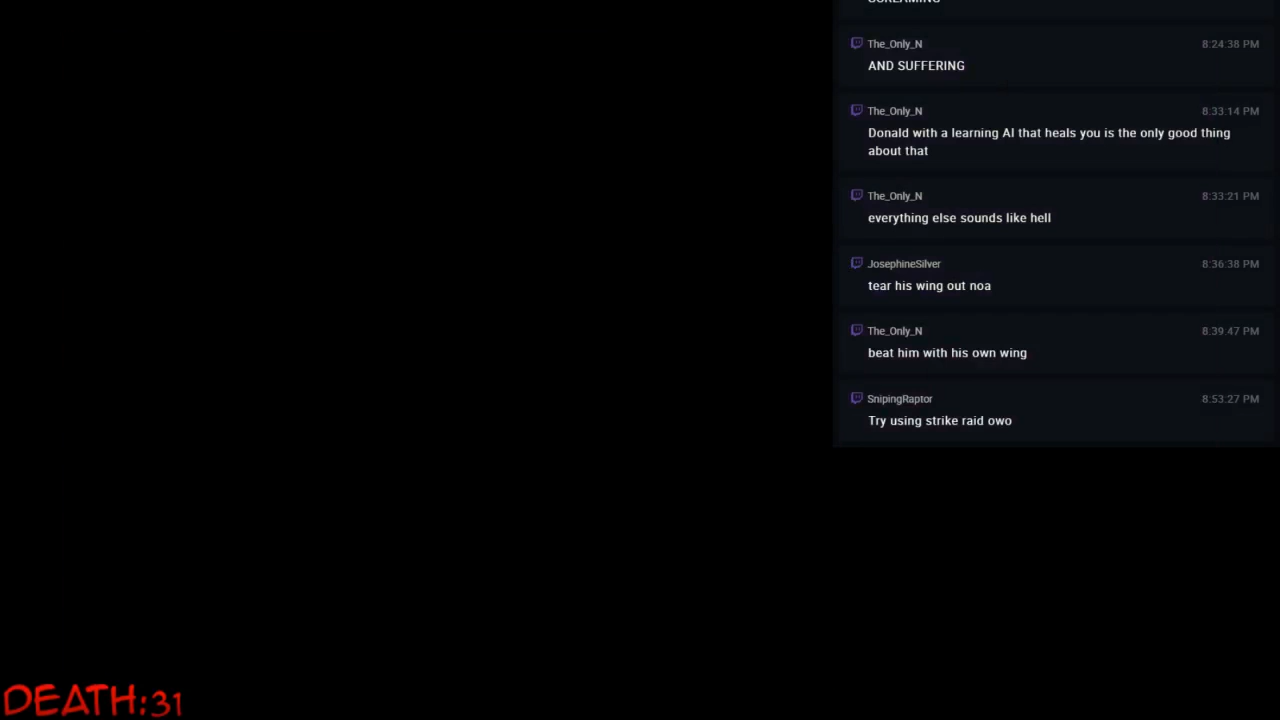 SCREAMING
The_Only_N 8:24:38 PM
AND SUFFERING
The_Only_N 8:33:14 PM
Donald with a learning AI that heals you is the only good thing
about that
The_Only_N 8:33:21 PM
everything else sounds like hell
JosephineSilver 8:36:38 PM
tear his wing out noa
The_Only_N 8:39:47 PM
beat him with his own wing
SnipingRaptor 8:53:27 PM
Try using strike raid owo
DEATH:31